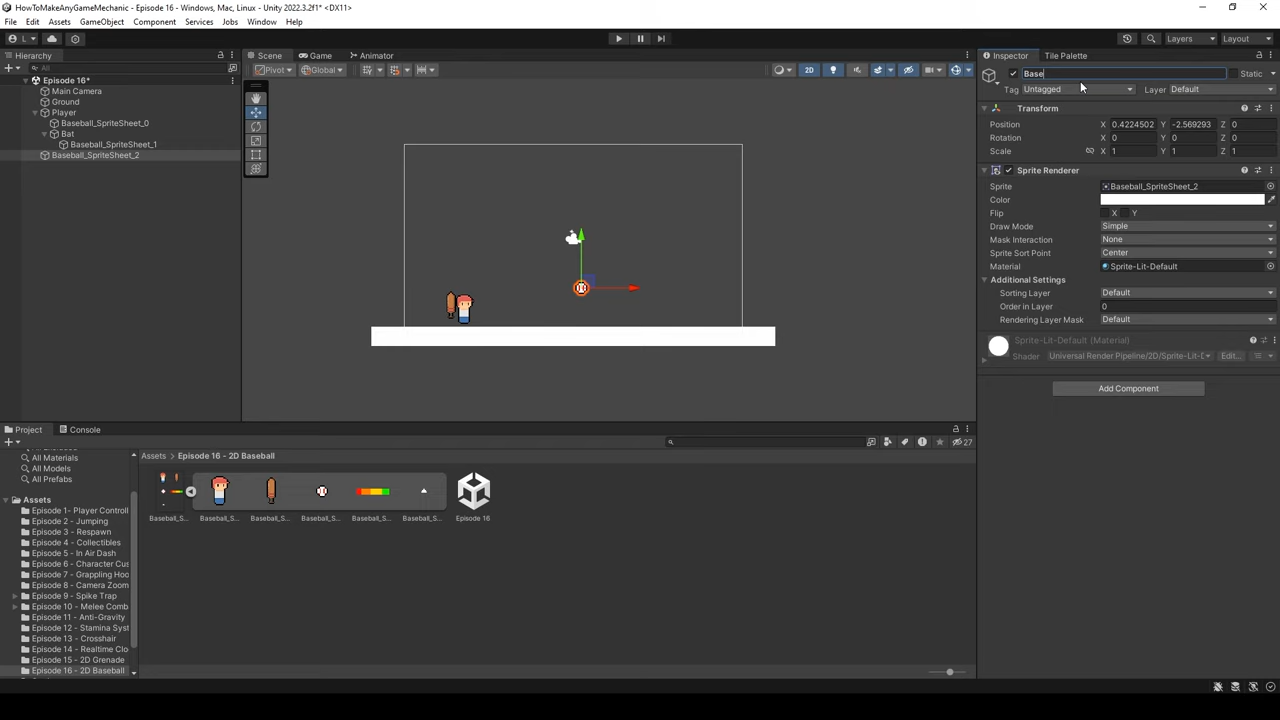 HowToMakeAnyGameMechanic - Episode 16 - Windows, Mac, Linux - Unity 2022.3.2f1* <DX11>
File Edit Assets GameObject Component Services Jobs Window Help
L
Layers Layout
Hierarchy
All
Episode 16*
Main Camera
Ground
Player
Baseball_SpriteSheet_0
Bat
Baseball_SpriteSheet_1
Baseball_SpriteSheet_2
Scene Game Animator
Pivot Global 2D
Inspector Tile Palette
Base Static
Tag Untagged Layer Default
Transform
Position X 0.4224502 Y -2.569293 Z 0
Rotation X 0 Y 0 Z 0
Scale X 1 Y 1 Z 1
Sprite Renderer
Sprite Baseball_SpriteSheet_2
Color
Flip X Y
Draw Mode Simple
Mask Interaction None
Sprite Sort Point Center
Material Sprite-Lit-Default
Additional Settings
Sorting Layer Default
Order in Layer 0
Rendering Layer Mask Default
Sprite-Lit-Default (Material)
Shader Universal Render Pipeline/2D/Sprite-Lit-D Edit...
Add Component
Project Console
27
All Materials
All Models
All Prefabs
Assets
Episode 1- Player Controll
Episode 2 - Jumping
Episode 3 - Respawn
Episode 4 - Collectibles
Episode 5 - In Air Dash
Episode 6 - Character Cus
Episode 7 - Grappling Hoo
Episode 8 - Camera Zoom
Episode 9 - Spike Trap
Episode 10 - Melee Comb
Episode 11 - Anti-Gravity
Episode 12 - Stamina Syst
Episode 13 - Crosshair
Episode 14 - Realtime Clo
Episode 15 - 2D Grenade
Episode 16 - 2D Baseball
Assets Episode 16 - 2D Baseball
Baseball_S... Baseball_S... Baseball_S... Baseball_S... Baseball_S... Baseball_S... Episode 16